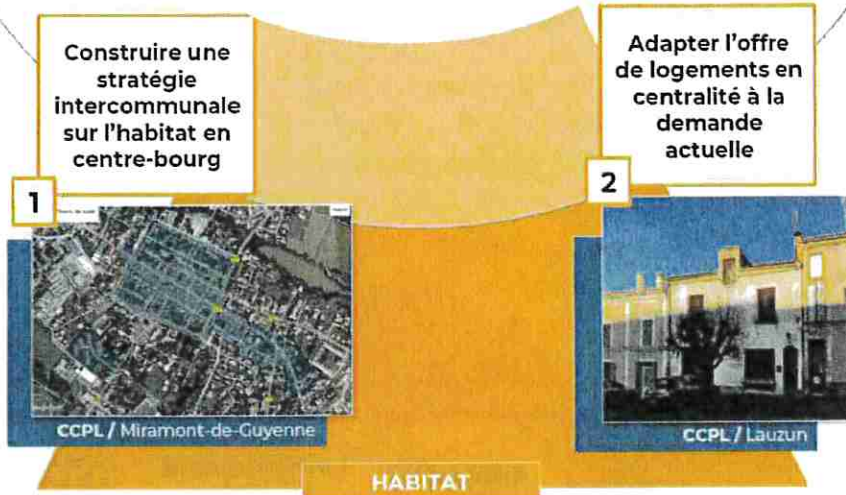 Construire une
stratégie
intercommunale
sur l'habitat en
centre-bourg
1
CCPL / Miramont-de-Guyenne
Adapter l'offre
de logements en
centralité à la
demande
actuelle
2
CCPL / Lauzun
HABITAT